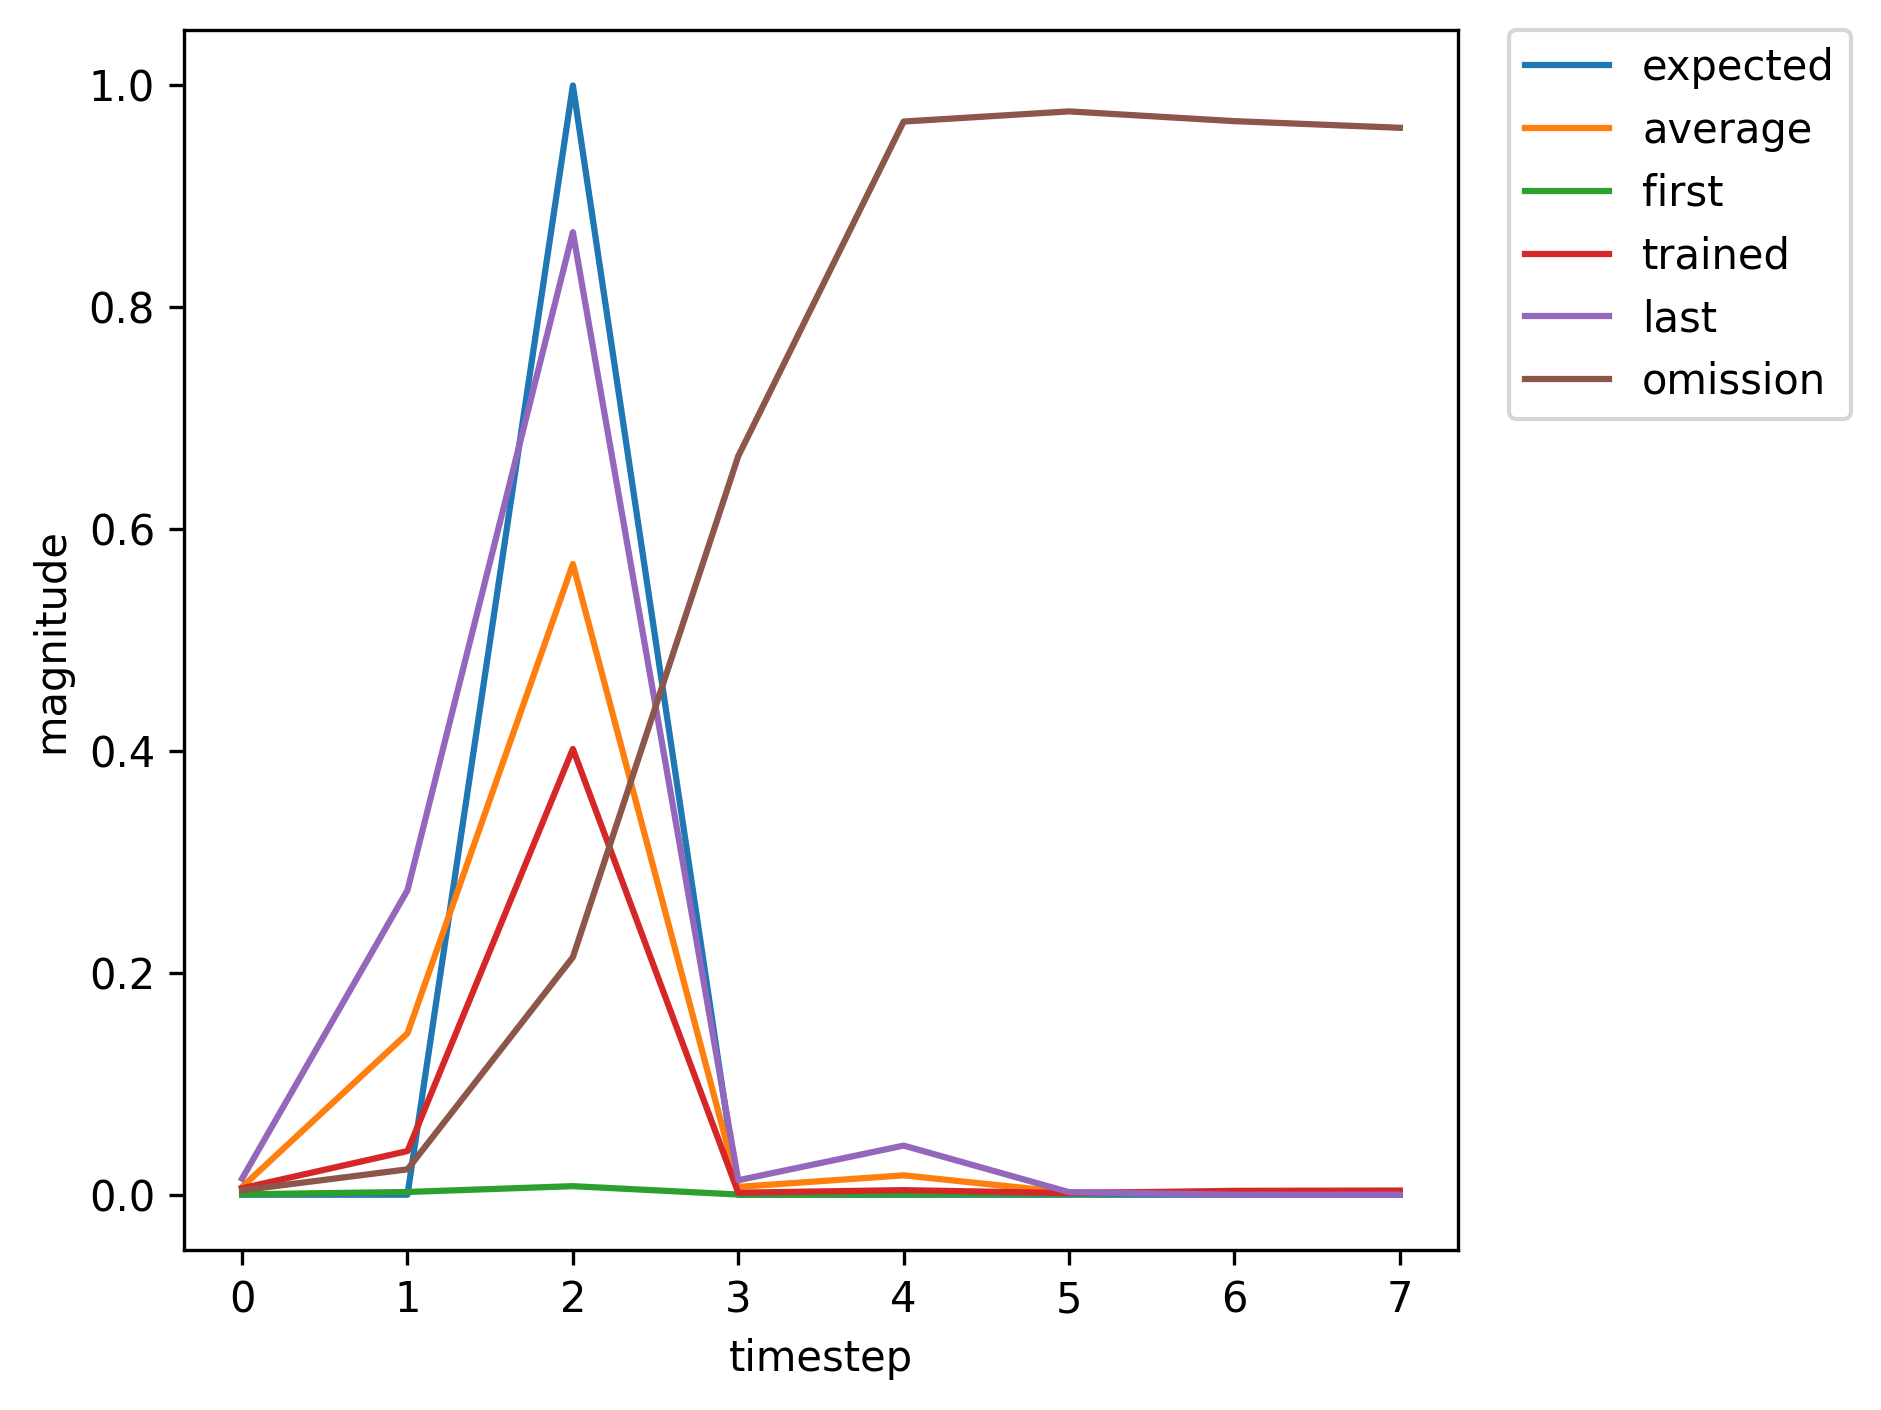 expected
average
first
trained
last
omission
1.0
0.8
0.6
0.4
0.2
0.0
magnitude
0 1 2 3 4 5 6 7
timestep